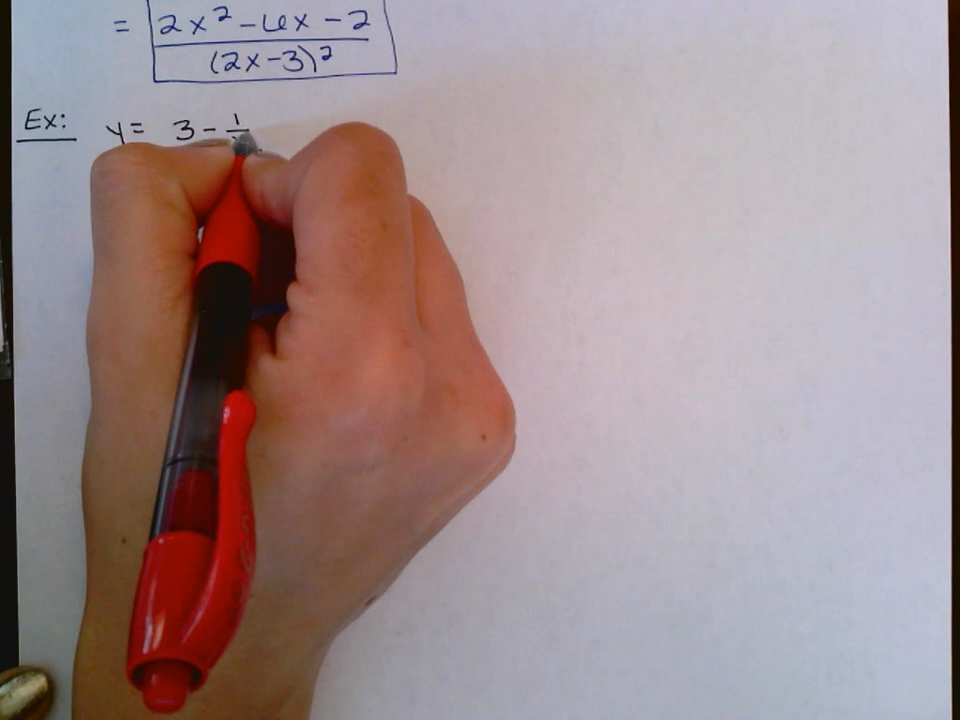 = 2x² - 6x - 2
(2x-3)²
Ex: y = 3 - 1